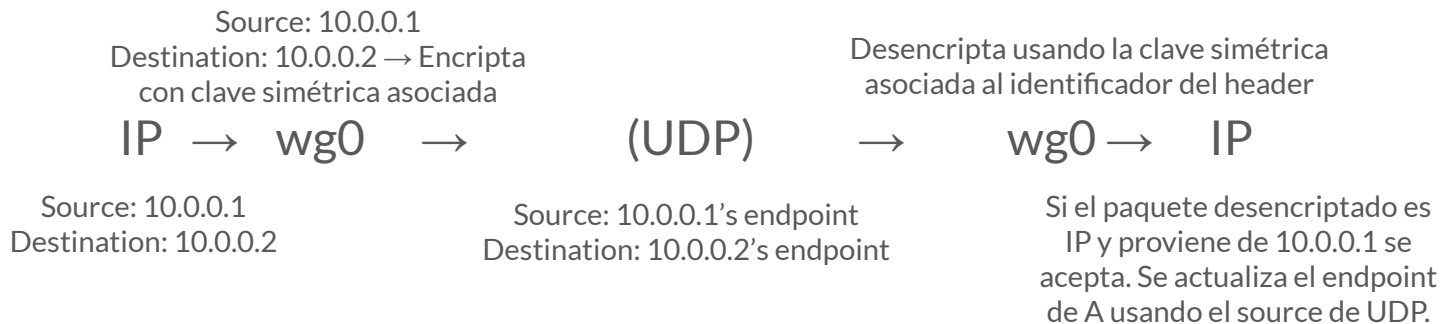 Source: 10.0.0.1
Destination: 10.0.0.2 → Encripta
con clave simétrica asociada
Desencripta usando la clave simétrica
asociada al identificador del header
IP → wg0 → (UDP) → wg0 → IP
Source: 10.0.0.1
Destination: 10.0.0.2
Source: 10.0.0.1’s endpoint
Destination: 10.0.0.2’s endpoint
Si el paquete desencriptado es
IP y proviene de 10.0.0.1 se
acepta. Se actualiza el endpoint
de A usando el source de UDP.